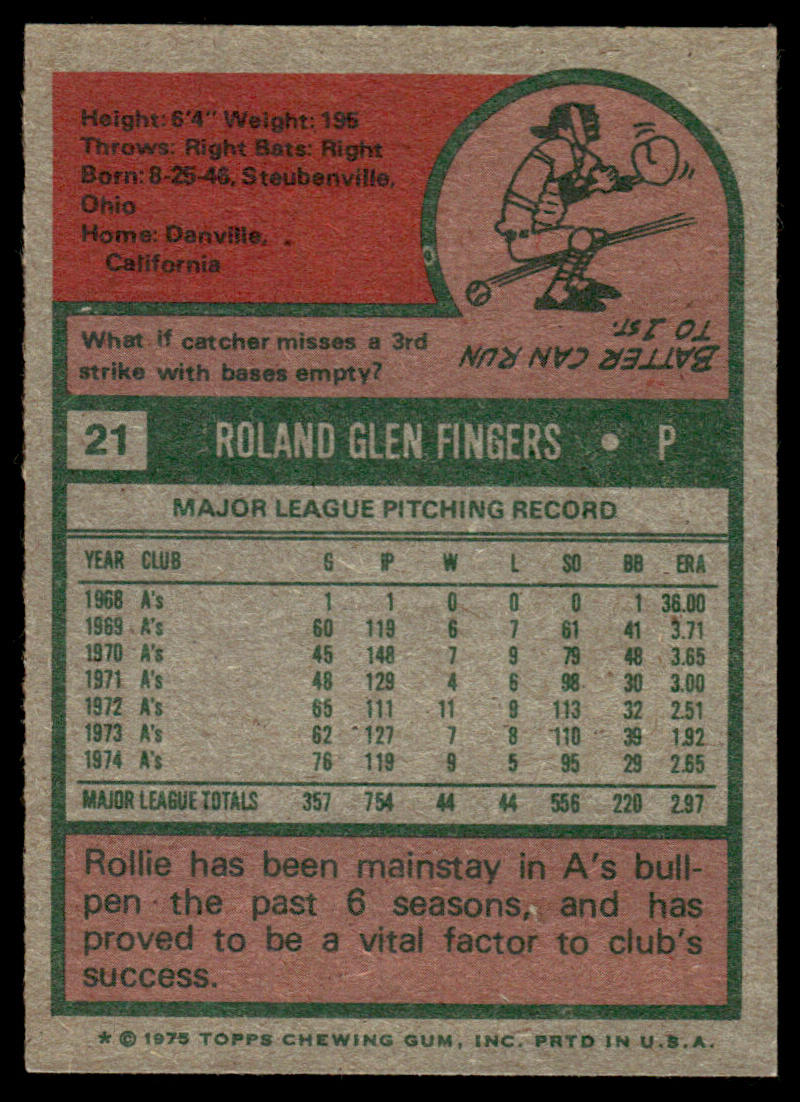 Height: 6'4" Weight: 195
Throws: Right Bats: Right
Born: 8-25-46, Steubenville,
Ohio
Home: Danville,
California
What if catcher misses a 3rd
strike with bases empty?
BATTER CAN RUN
TO 1ST.
21 ROLAND GLEN FINGERS • P
MAJOR LEAGUE PITCHING RECORD
YEAR CLUB G IP W L SO BB ERA
1968 A's 1 1 0 0 0 1 36.00
1969 A's 60 119 6 7 61 41 3.71
1970 A's 45 148 7 9 79 48 3.65
1971 A's 48 129 4 6 98 30 3.00
1972 A's 65 111 11 9 113 32 2.51
1973 A's 62 127 7 8 110 39 1.92
1974 A's 76 119 9 5 95 29 2.65
MAJOR LEAGUE TOTALS 357 754 44 44 556 220 2.97
Rollie has been mainstay in A's bull-
pen the past 6 seasons, and has
proved to be a vital factor to club's
success.
* © 1975 TOPPS CHEWING GUM, INC. PRTD IN U.S.A.